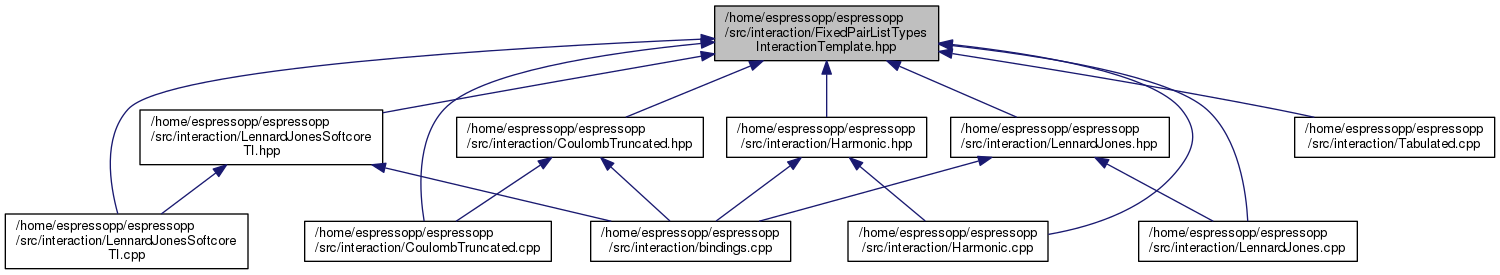 /home/espressopp/espressopp
/src/interaction/FixedPairListTypes
InteractionTemplate.hpp
/home/espressopp/espressopp
/src/interaction/LennardJonesSoftcore
TI.hpp
/home/espressopp/espressopp
/src/interaction/CoulombTruncated.hpp
/home/espressopp/espressopp
/src/interaction/Harmonic.hpp
/home/espressopp/espressopp
/src/interaction/LennardJones.hpp
/home/espressopp/espressopp
/src/interaction/Tabulated.cpp
/home/espressopp/espressopp
/src/interaction/LennardJonesSoftcore
TI.cpp
/home/espressopp/espressopp
/src/interaction/CoulombTruncated.cpp
/home/espressopp/espressopp
/src/interaction/bindings.cpp
/home/espressopp/espressopp
/src/interaction/Harmonic.cpp
/home/espressopp/espressopp
/src/interaction/LennardJones.cpp